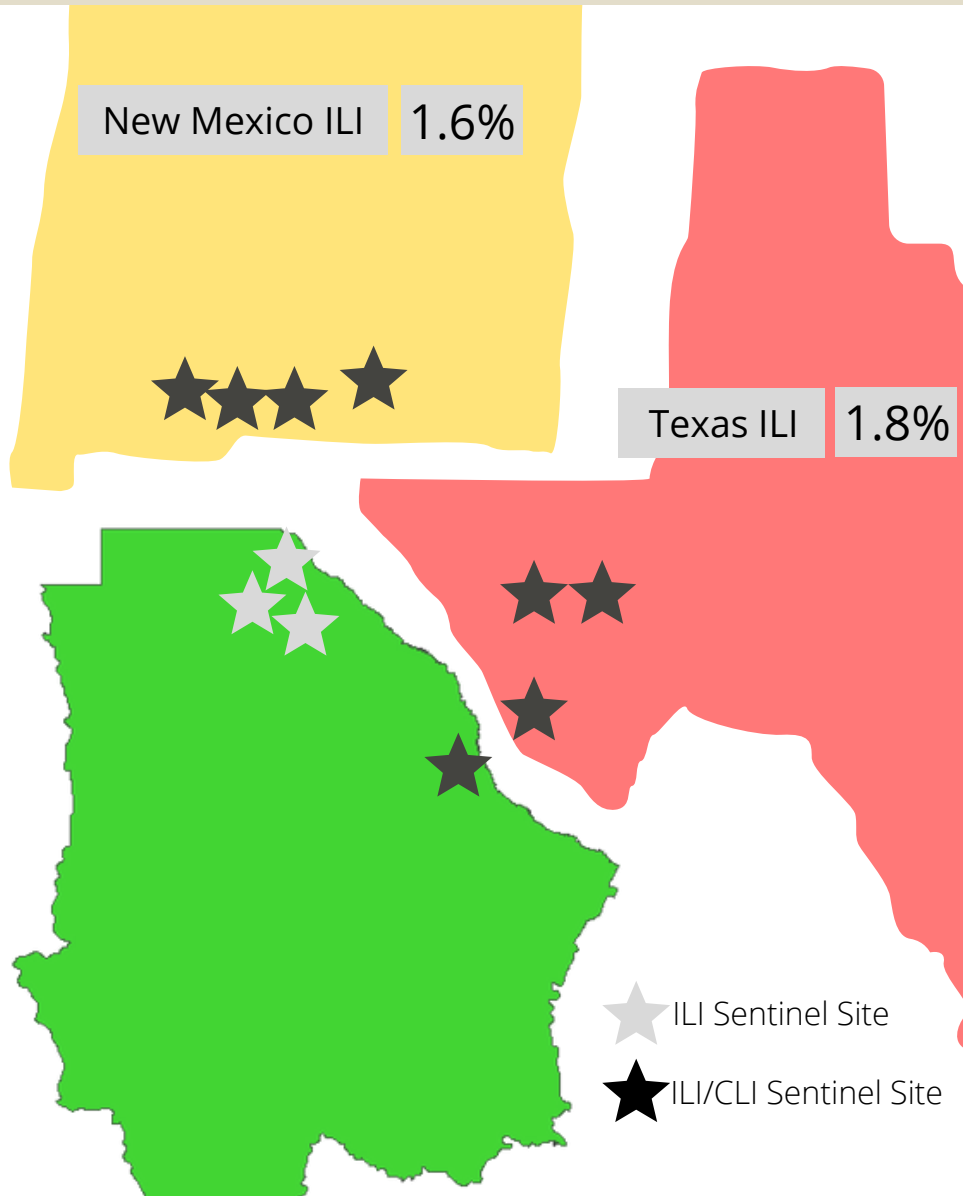 New Mexico ILI 1.6%
Texas ILI 1.8%
ILI Sentinel Site
ILI/CLI Sentinel Site